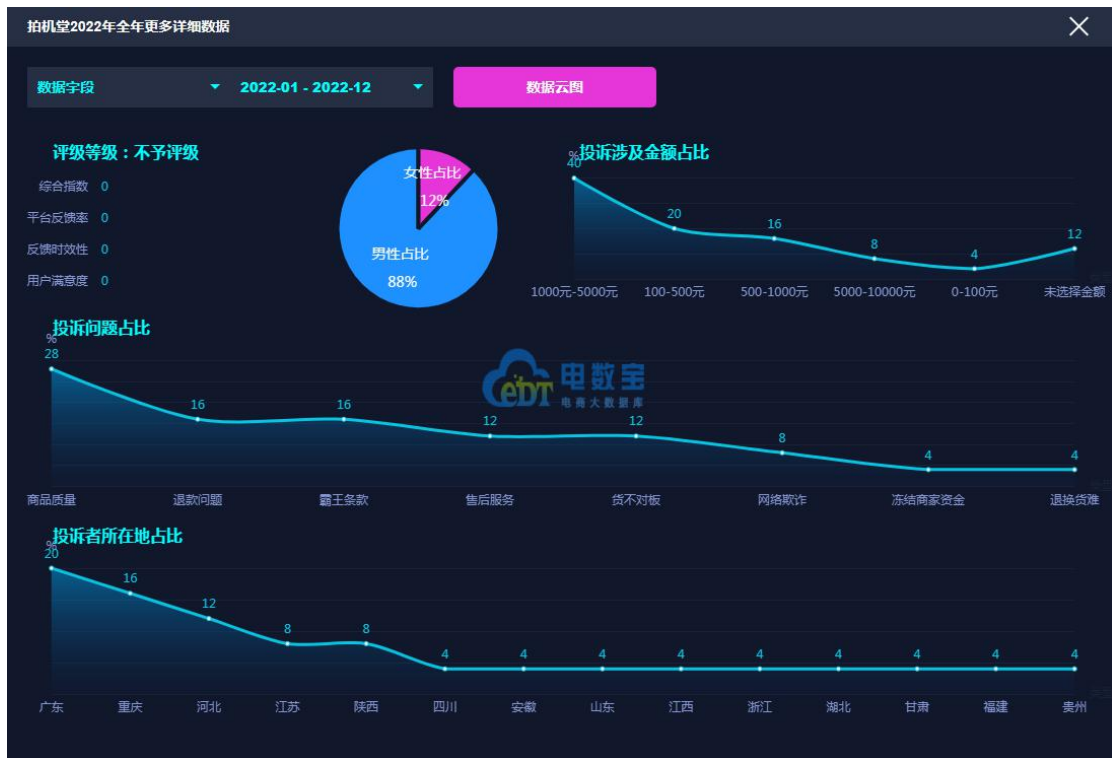 拍机堂2022年全年更多详细数据
数据字段
2022-01 - 2022-12
数据云图
评级等级：不予评级
综合指数 0
平台反馈率 0
反馈时效性 0
用户满意度 0
女性占比
12%
男性占比
88%
投诉涉及金额占比
%
40 20 16 8 4 12
1000元-5000元 100-500元 500-1000元 5000-10000元 0-100元 未选择金额
投诉问题占比
%
28 16 16 12 12 8 4 4
商品质量 退款问题 霸王条款 售后服务 货不对板 网络欺诈 冻结商家资金 退换货难
eDT 电数宝
电商大数据库
投诉者所在地占比
%
20 16 12 8 8 4 4 4 4 4 4 4 4 4
广东 重庆 河北 江苏 陕西 四川 安徽 山东 江西 浙江 湖北 甘肃 福建 贵州